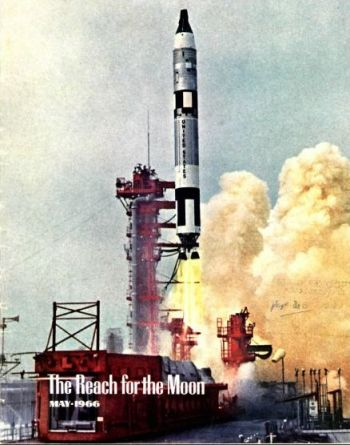 UNITED STATES
The Reach for the Moon
MAY·1966